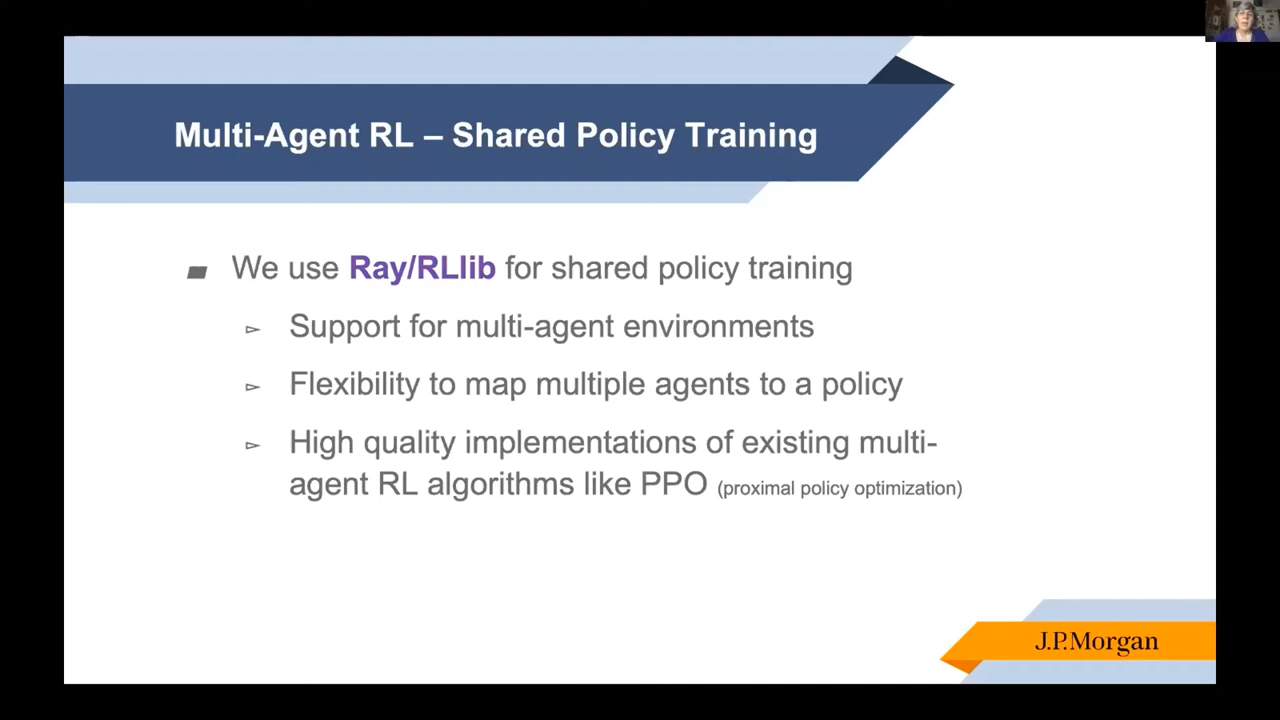 Multi-Agent RL – Shared Policy Training
We use Ray/RLlib for shared policy training
Support for multi-agent environments
Flexibility to map multiple agents to a policy
High quality implementations of existing multi-
agent RL algorithms like PPO (proximal policy optimization)
J.P.Morgan